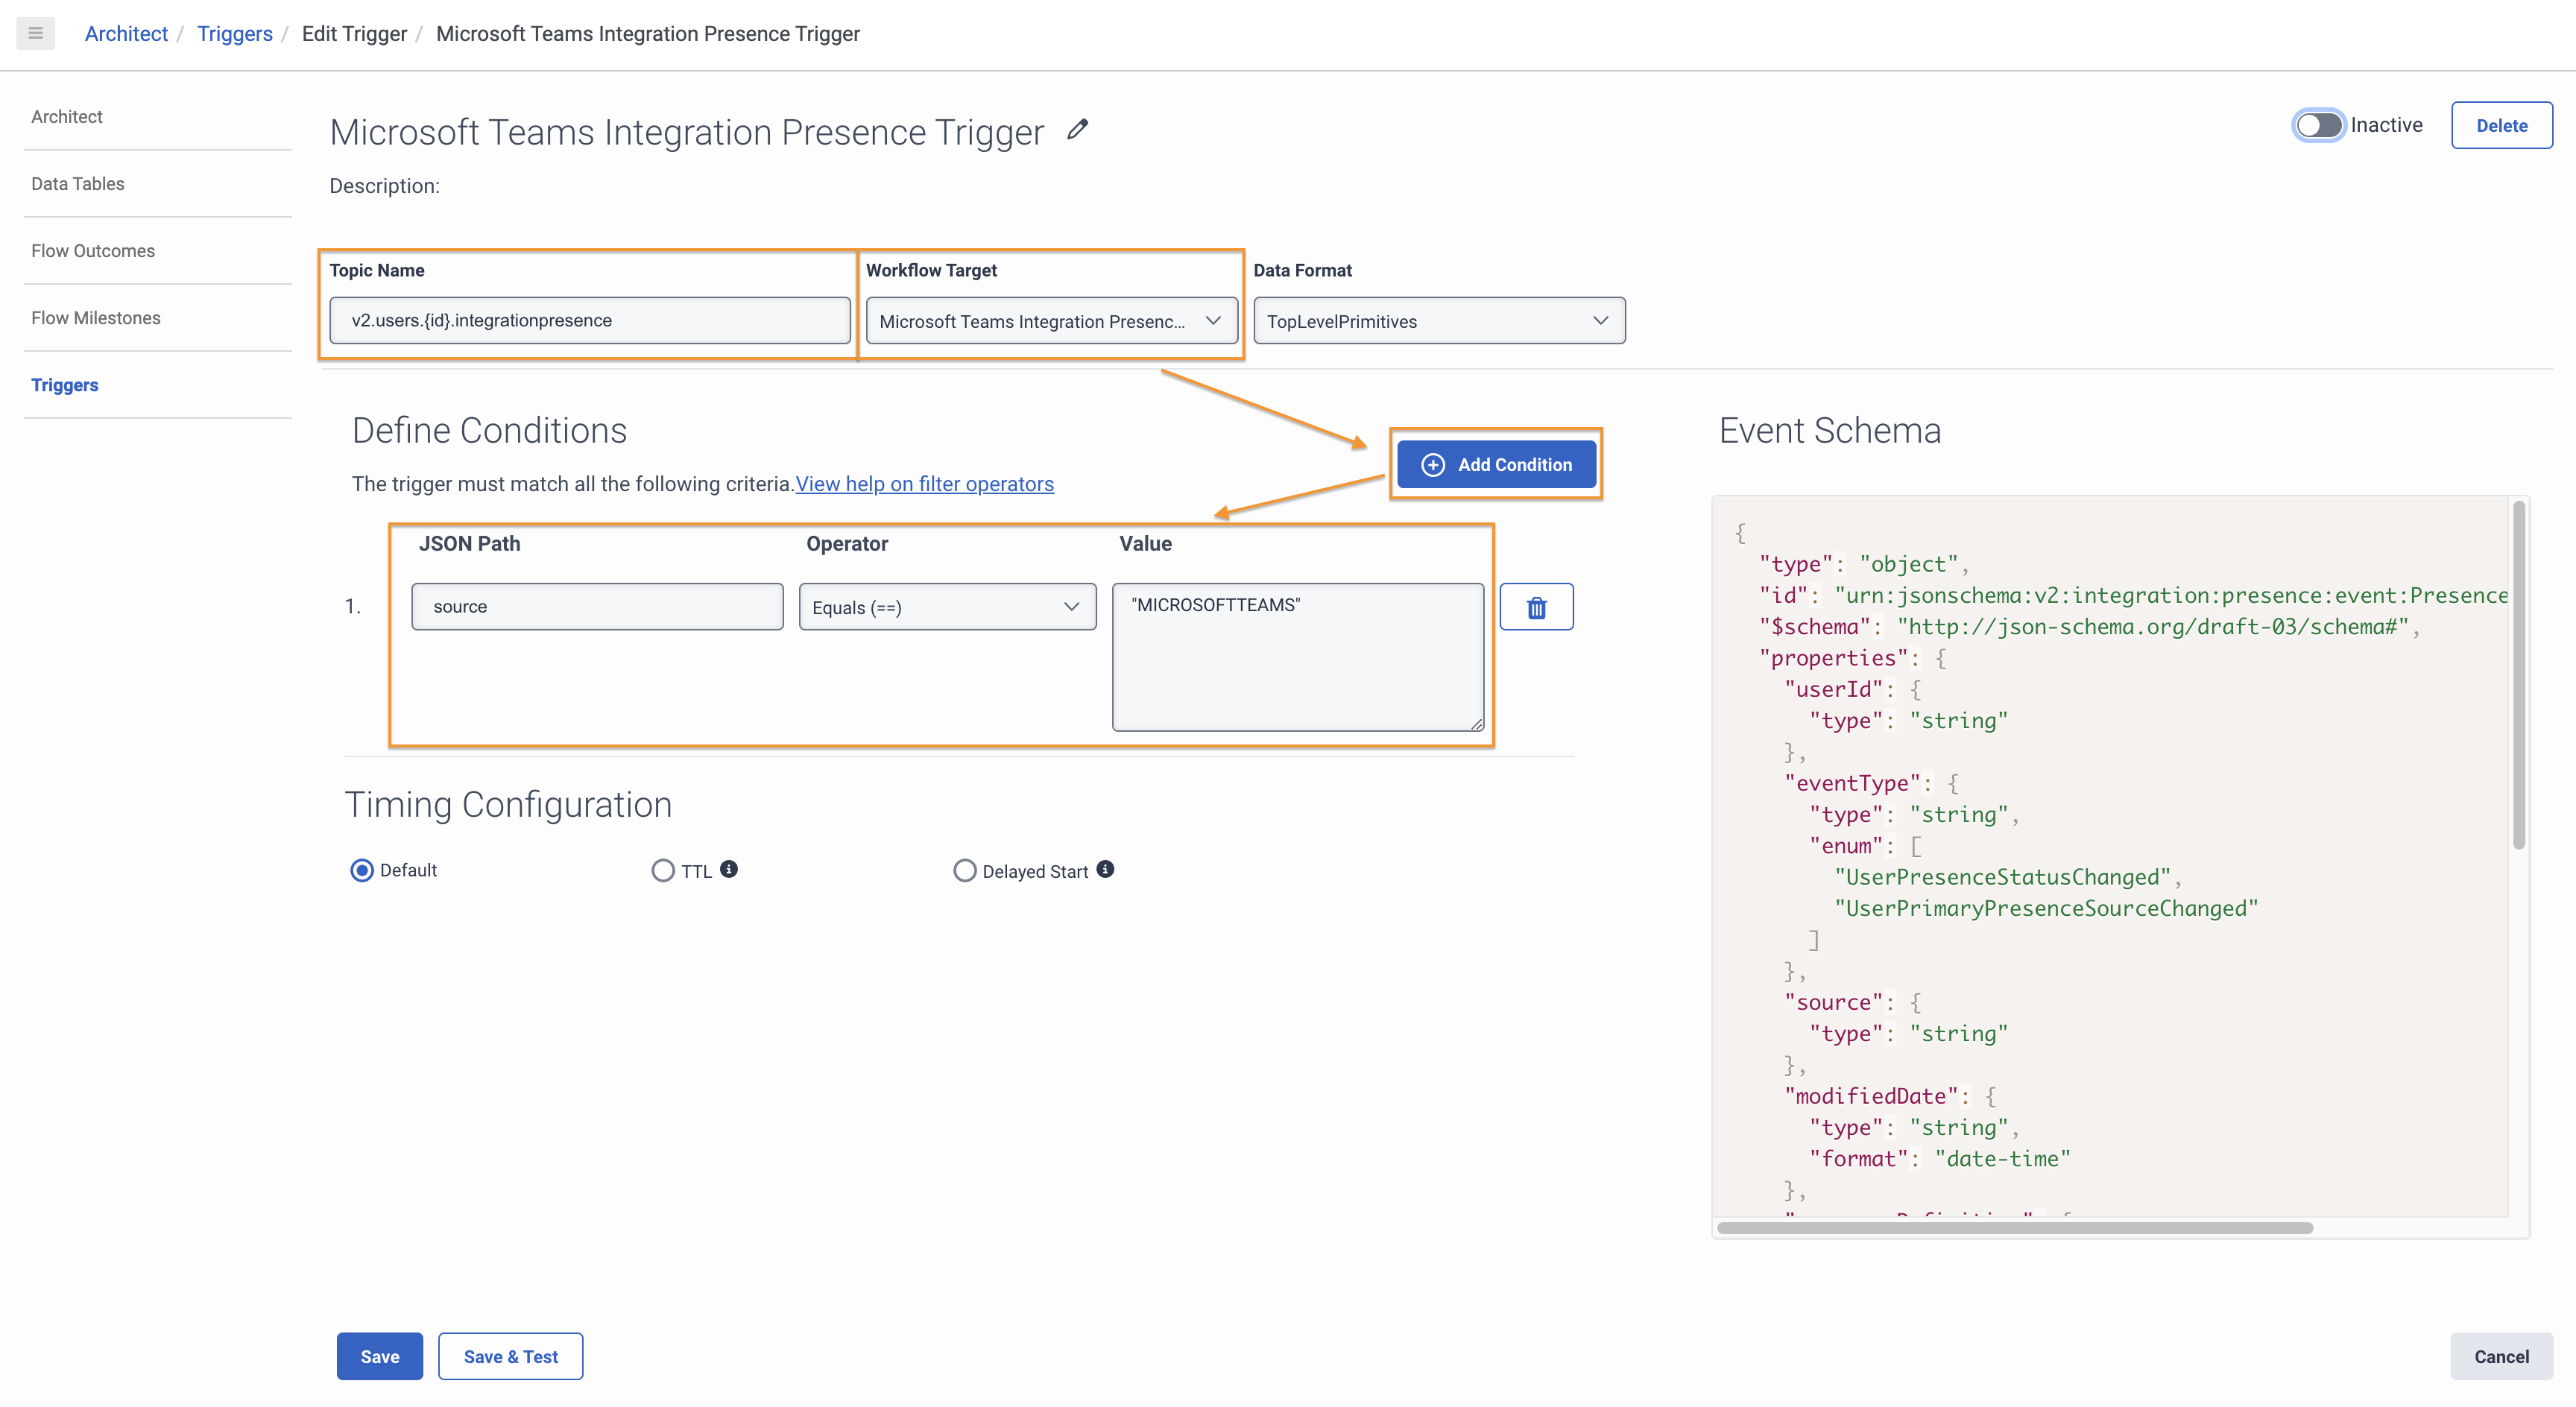 Architect / Triggers / Edit Trigger / Microsoft Teams Integration Presence Trigger
Architect
Data Tables
Flow Outcomes
Flow Milestones
Triggers
Microsoft Teams Integration Presence Trigger
Inactive
Delete
Description:
Topic Name
Workflow Target
Data Format
v2.users.{id}.integrationpresence
Microsoft Teams Integration Presenc...
TopLevelPrimitives
Define Conditions
The trigger must match all the following criteria.View help on filter operators
Add Condition
JSON Path
Operator
Value
1.
source
Equals (==)
"MICROSOFTTEAMS"
Timing Configuration
Default
TTL
Delayed Start
Event Schema
{
"type": "object",
"id": "urn:jsonschema:v2:integration:presence:event:Presence
"$schema": "http://json-schema.org/draft-03/schema#",
"properties": {
"userId": {
"type": "string"
},
"eventType": {
"type": "string",
"enum": [
"UserPresenceStatusChanged",
"UserPrimaryPresenceSourceChanged"
]
},
"source": {
"type": "string"
},
"modifiedDate": {
"type": "string",
"format": "date-time"
},
Save
Save & Test
Cancel